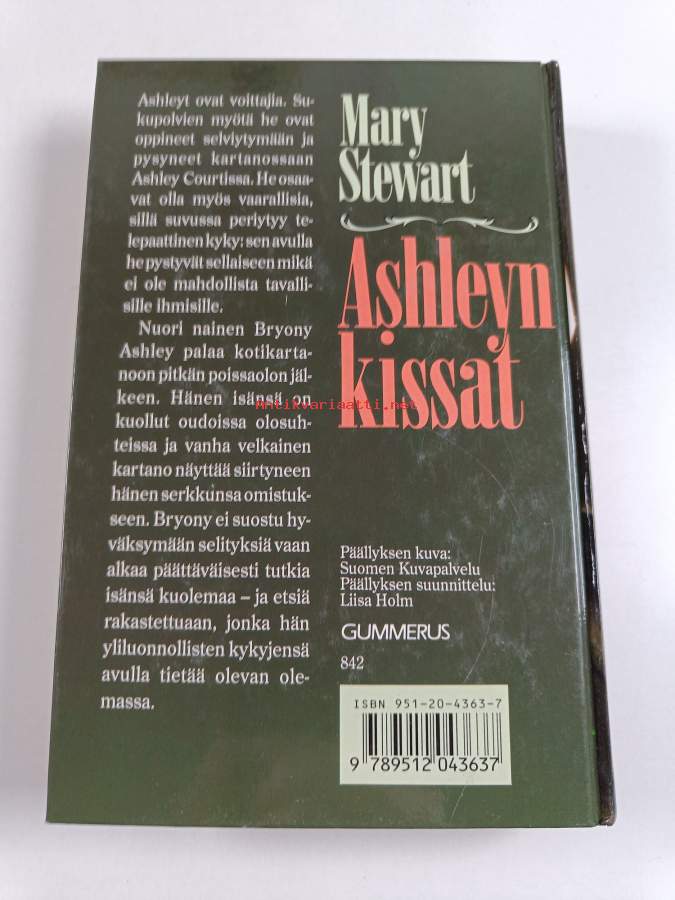 Ashleyt ovat voittajia. Su-
kupolvien myötä he ovat
oppineet selviytymään ja
pysyneet kartanossaan
Ashley Courtissa. He osaa-
vat olla myös vaarallisia,
sillä suvussa periytyy te-
lepaattinen kyky: sen avulla
he pystyvät sellaiseen mikä
ei ole mahdollista tavalli-
sille ihmisille.
Nuori nainen Bryony
Ashley palaa kotikarta-
noon pitkän poissaolon jäl-
keen. Hänen isänsä on
kuollut oudoissa olosuh-
teissa ja vanha velkainen
kartano näyttää siirtyneen
hänen serkkunsa omistuk-
seen. Bryony ei suostu hy-
väksymään selityksiä vaan
alkaa päättäväisesti tutkia
isänsä kuolemaa – ja etsiä
rakastettuaan, jonka hän
yliluonnollisten kykyjensä
avulla tietää olevan ole-
massa.
Mary
Stewart
Ashleyn
kissat
Antikvariaatti.net
Päällyksen kuva:
Suomen Kuvapalvelu
Päällyksen suunnittelu:
Liisa Holm
GUMMERUS
842
ISBN 951-20-4363-7
9 789512 043637